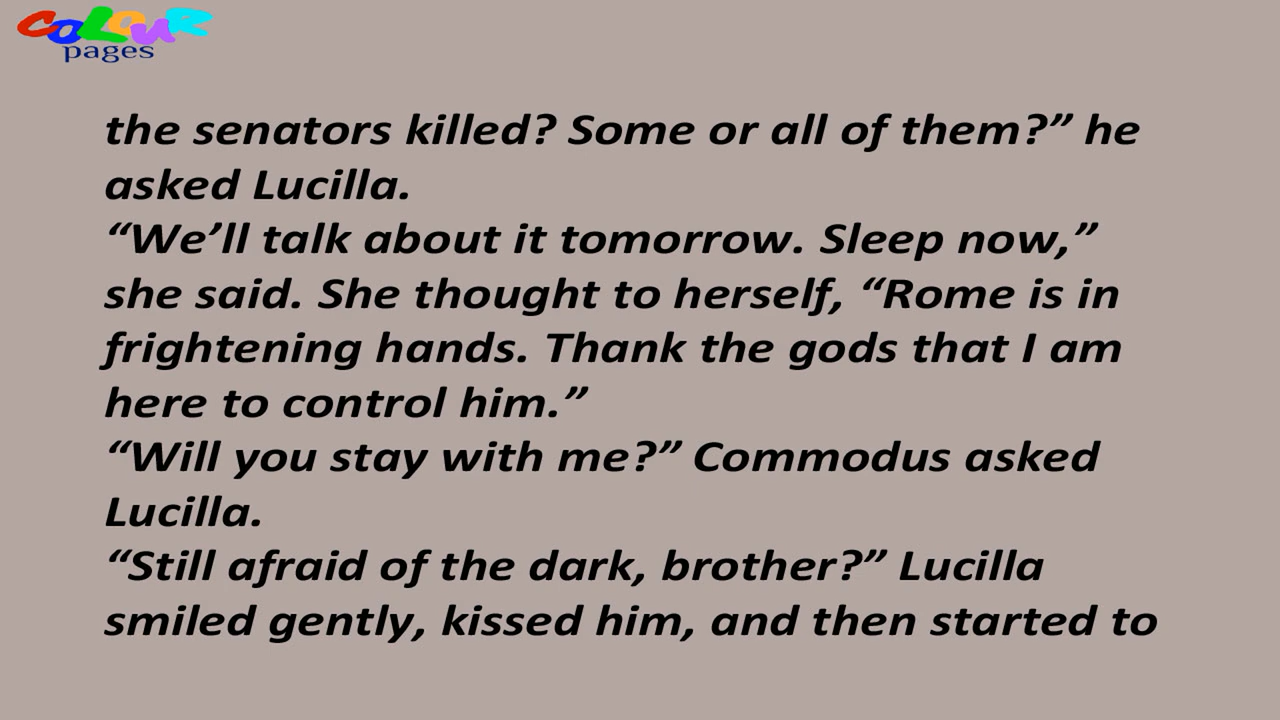 COLOUR
pages
the senators killed? Some or all of them?” he
asked Lucilla.
“We’ll talk about it tomorrow. Sleep now,”
she said. She thought to herself, “Rome is in
frightening hands. Thank the gods that I am
here to control him.”
“Will you stay with me?” Commodus asked
Lucilla.
“Still afraid of the dark, brother?” Lucilla
smiled gently, kissed him, and then started to